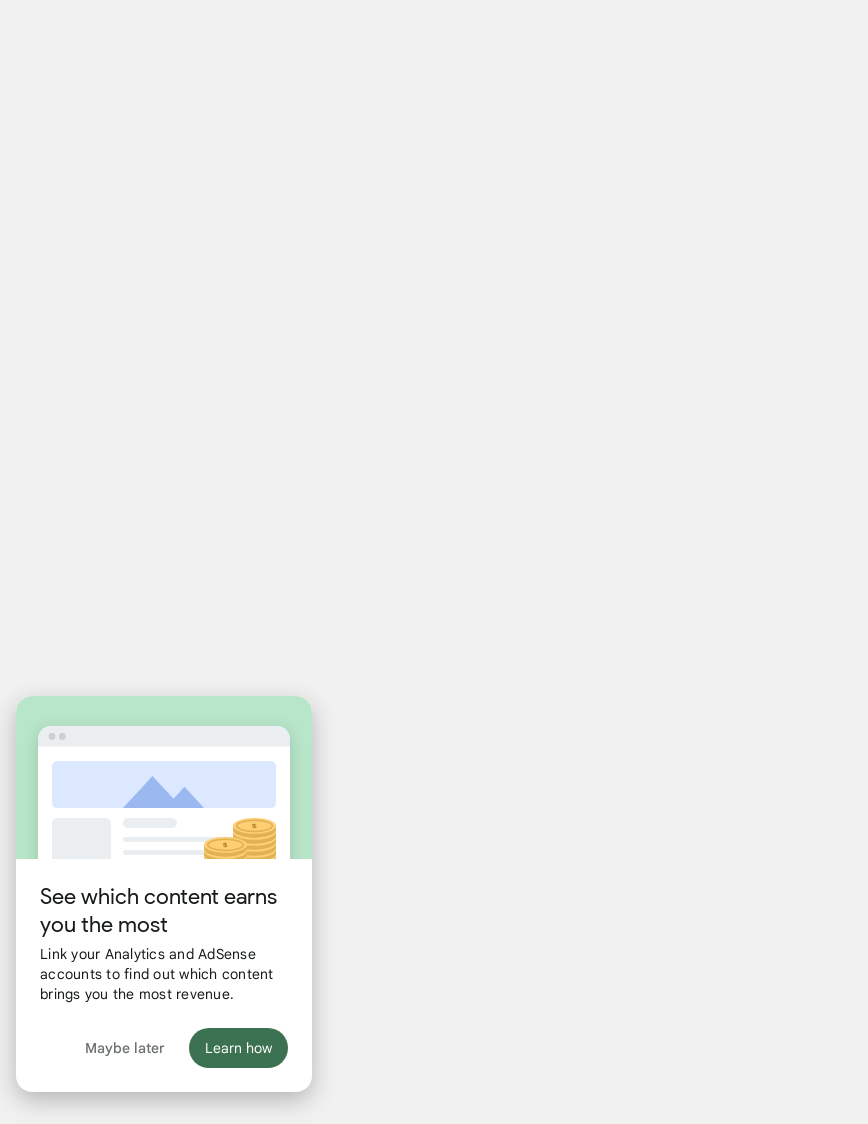 $
$
See which content earns
you the most
Link your Analytics and AdSense
accounts to find out which content
brings you the most revenue.
Maybe later Learn how